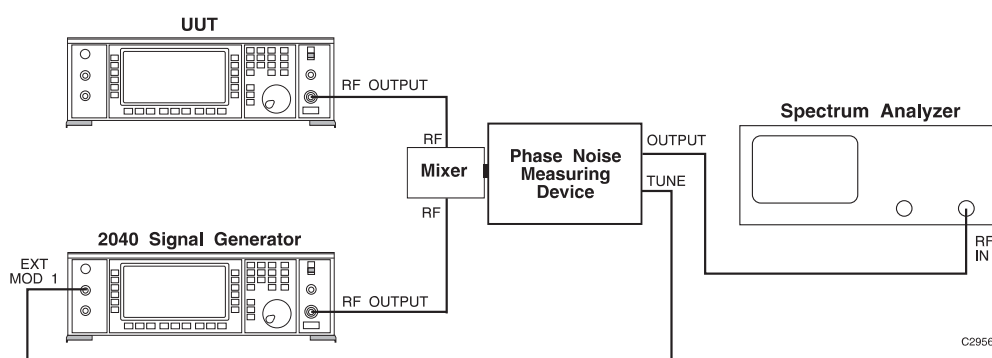 UUT
RF OUTPUT
RF
Mixer
RF
Phase Noise
Measuring
Device
OUTPUT
TUNE
Spectrum Analyzer
RF
IN
2040 Signal Generator
EXT
MOD 1
RF OUTPUT
C2956